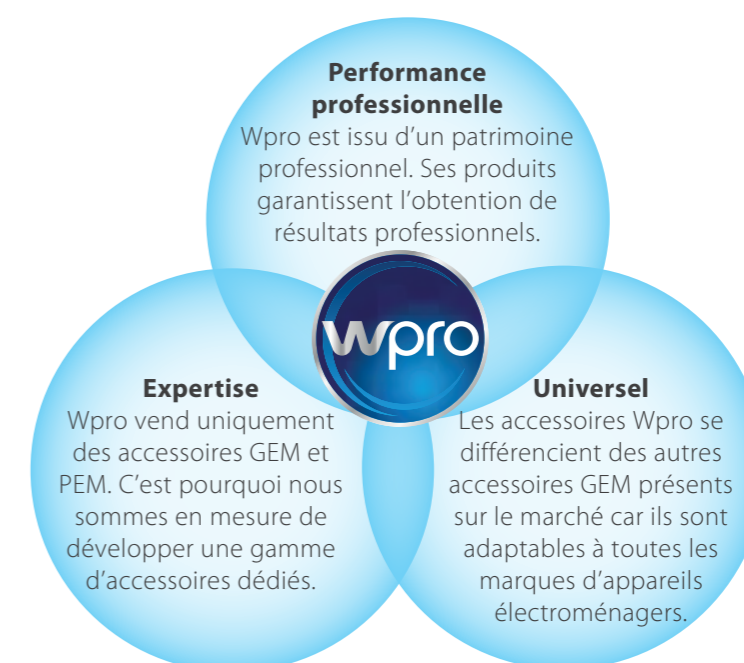 Performance
professionnelle
Wpro est issu d’un patrimoine
professionnel. Ses produits
garantissent l’obtention de
résultats professionnels.
wpro
Expertise
Wpro vend uniquement
des accessoires GEM et
PEM. C’est pourquoi nous
sommes en mesure de
développer une gamme
d’accessoires dédiés.
Universel
Les accessoires Wpro se
différencient des autres
accessoires GEM présents
sur le marché car ils sont
adaptables à toutes les
marques d’appareils
électroménagers.